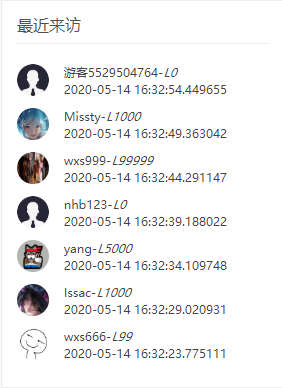 最近来访
游客5529504764-L0
2020-05-14 16:32:54.449655
Missty-L1000
2020-05-14 16:32:49.363042
wxs999-L99999
2020-05-14 16:32:44.291147
nhb123-L0
2020-05-14 16:32:39.188022
yang-L5000
2020-05-14 16:32:34.109748
Issac-L1000
2020-05-14 16:32:29.020931
wxs666-L99
2020-05-14 16:32:23.775111